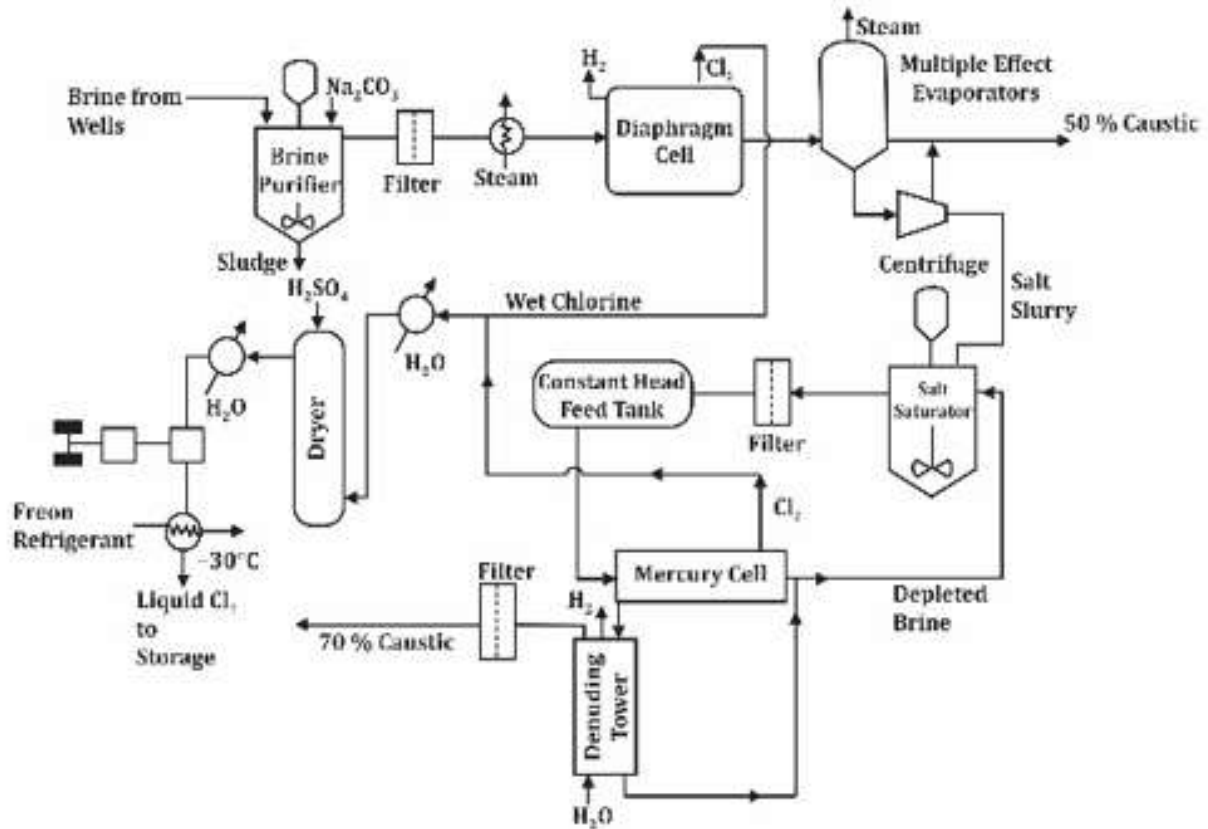 Steam
H₂
Cl₂
Multiple Effect
Evaporators
Brine from
Wells
Na₂CO₃
50 % Caustic
Diaphragm
Cell
Brine
Purifier
Filter
Steam
Sludge
Centrifuge
Salt
Slurry
H₂SO₄
Wet Chlorine
H₂O
H₂O
Constant Head
Feed Tank
Salt
Saturator
Filter
Dryer
Cl₂
Freon
Refrigerant
−30°C
Filter
Mercury Cell
Depleted
Brine
H₂
Liquid Cl₂
to
Storage
70 % Caustic
Denuding
Tower
H₂O